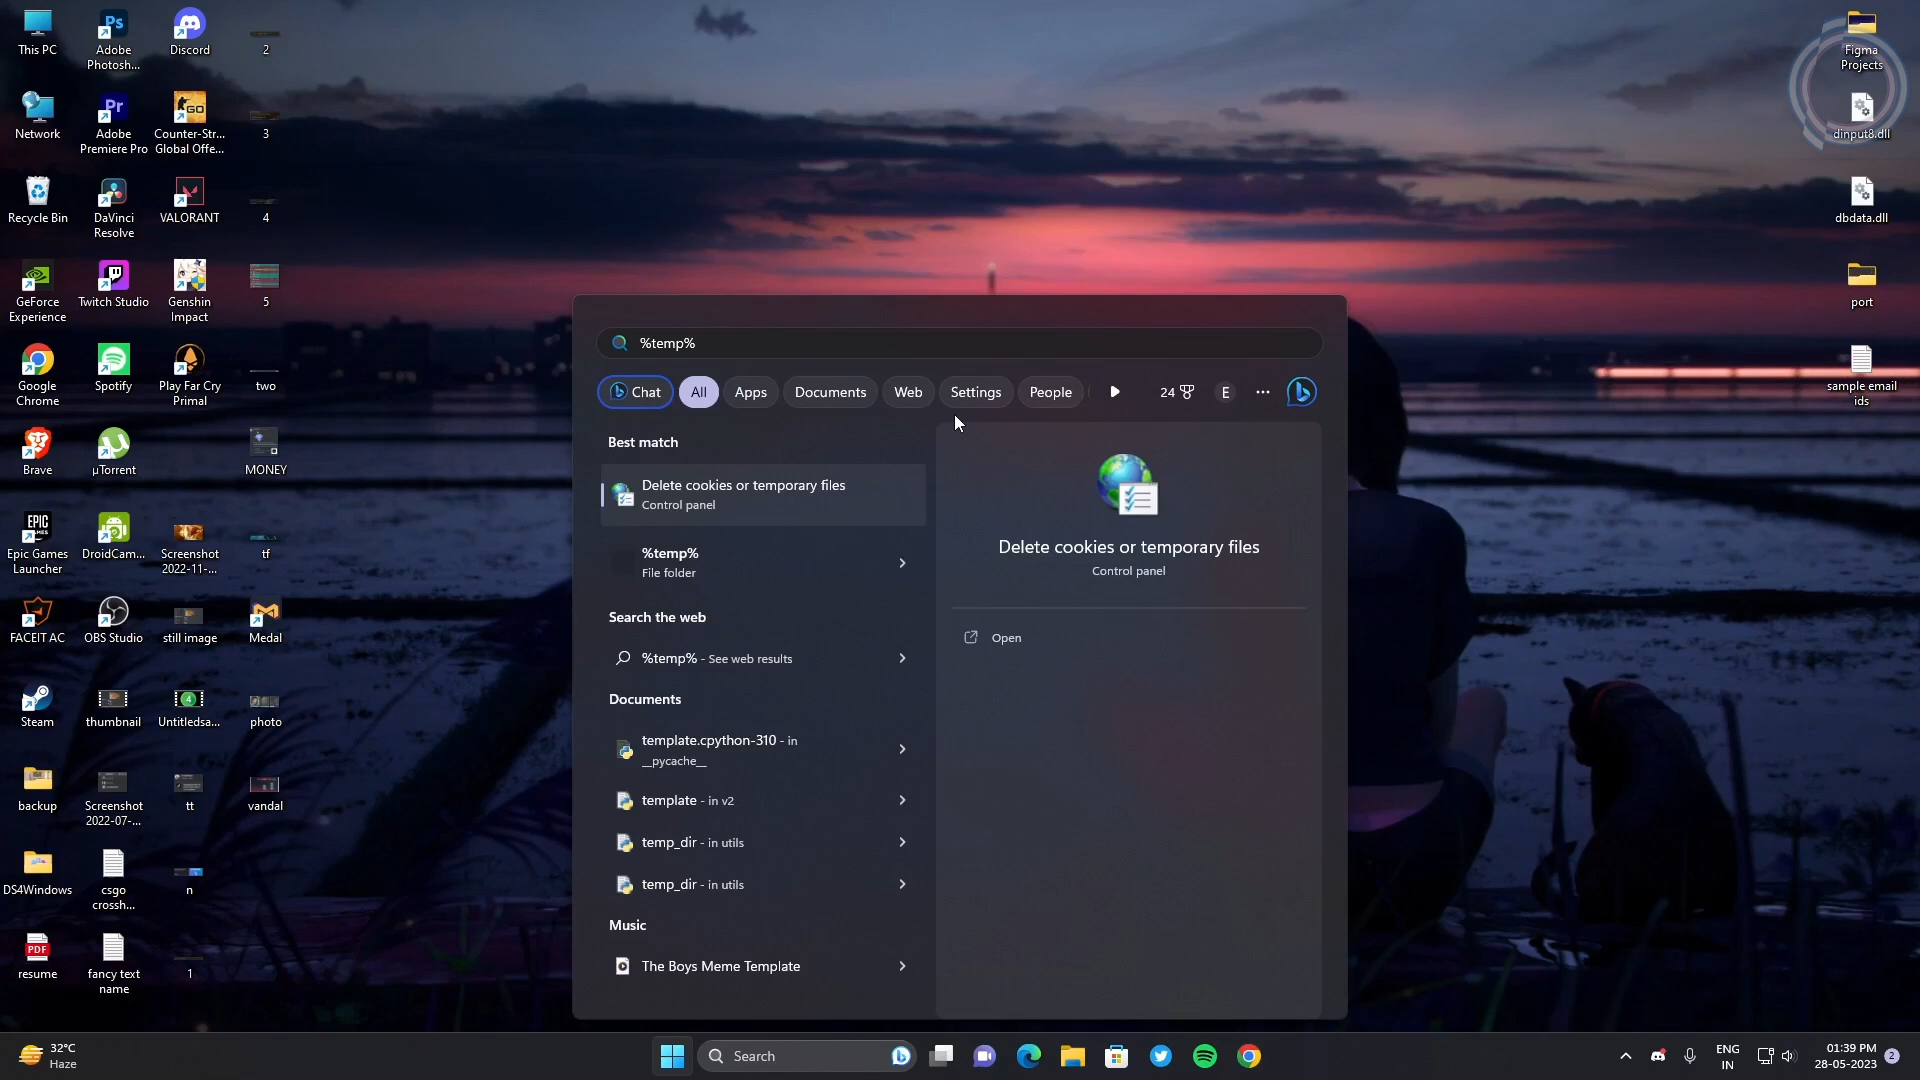 This PC
Adobe
Photosh...
Discord
2
Network
Adobe
Premiere Pro
Counter-Str...
Global Offe...
3
Recycle Bin
DaVinci
Resolve
VALORANT
4
GeForce
Experience
Twitch Studio
Genshin
Impact
5
Google
Chrome
Spotify
Play Far Cry
Primal
two
Brave
µTorrent
MONEY
Epic Games
Launcher
DroidCam...
Screenshot
2022-11-...
tf
FACEIT AC
OBS Studio
still image
Medal
Steam
thumbnail
Untitledsa...
photo
backup
Screenshot
2022-07-...
tt
vandal
DS4Windows
csgo
crossh...
n
resume
fancy text
name
1
Figma
Projects
dinput8.dll
dbdata.dll
port
sample email
ids
%temp%
Chat All Apps Documents Web Settings People 24 E ...
Best match
Delete cookies or temporary files
Control panel
%temp%
File folder
Search the web
%temp% - See web results
Documents
template.cpython-310 - in
__pycache__
template - in v2
temp_dir - in utils
temp_dir - in utils
Music
The Boys Meme Template
Delete cookies or temporary files
Control panel
Open
32°C
Haze
Search
ENG
IN
01:39 PM
28-05-2023
2